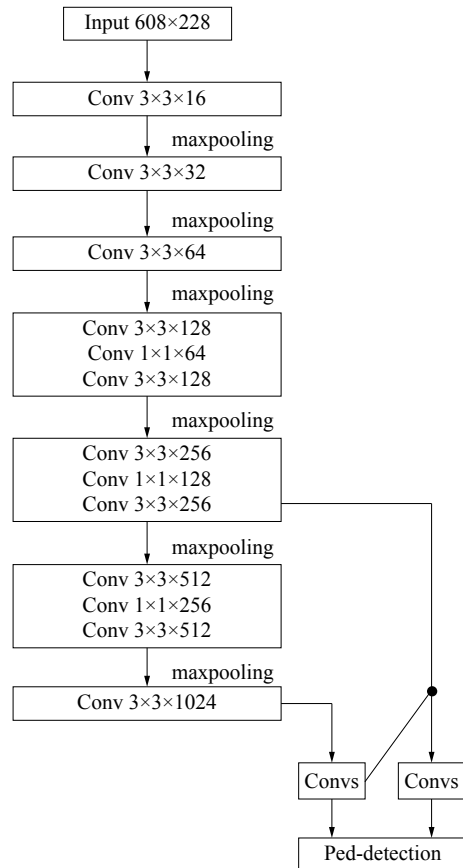 Input 608×228
Conv 3×3×16
maxpooling
Conv 3×3×32
maxpooling
Conv 3×3×64
maxpooling
Conv 3×3×128
Conv 1×1×64
Conv 3×3×128
maxpooling
Conv 3×3×256
Conv 1×1×128
Conv 3×3×256
maxpooling
Conv 3×3×512
Conv 1×1×256
Conv 3×3×512
maxpooling
Conv 3×3×1024
Convs
Convs
Ped-detection